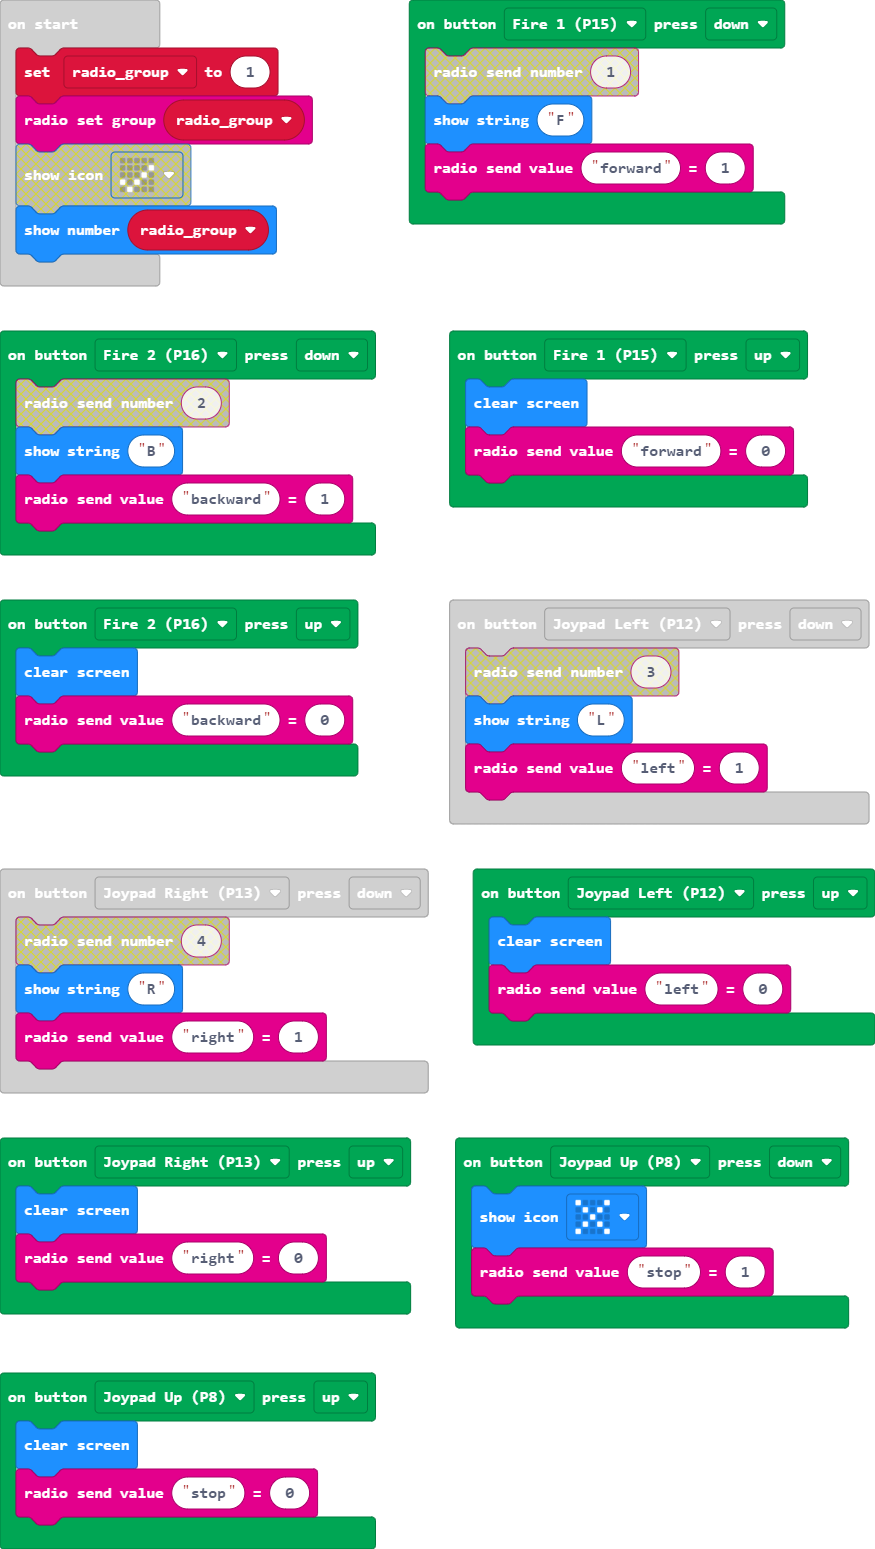 on start
set radio_group to 1
radio set group radio_group
show icon
show number radio_group
on button Fire 1 (P15) press down
radio send number 1
show string "F"
radio send value "forward" = 1
on button Fire 2 (P16) press down
radio send number 2
show string "B"
radio send value "backward" = 1
on button Fire 1 (P15) press up
clear screen
radio send value "forward" = 0
on button Fire 2 (P16) press up
clear screen
radio send value "backward" = 0
on button Joypad Left (P12) press down
radio send number 3
show string "L"
radio send value "left" = 1
on button Joypad Right (P13) press down
radio send number 4
show string "R"
radio send value "right" = 1
on button Joypad Left (P12) press up
clear screen
radio send value "left" = 0
on button Joypad Right (P13) press up
clear screen
radio send value "right" = 0
on button Joypad Up (P8) press down
show icon
radio send value "stop" = 1
on button Joypad Up (P8) press up
clear screen
radio send value "stop" = 0